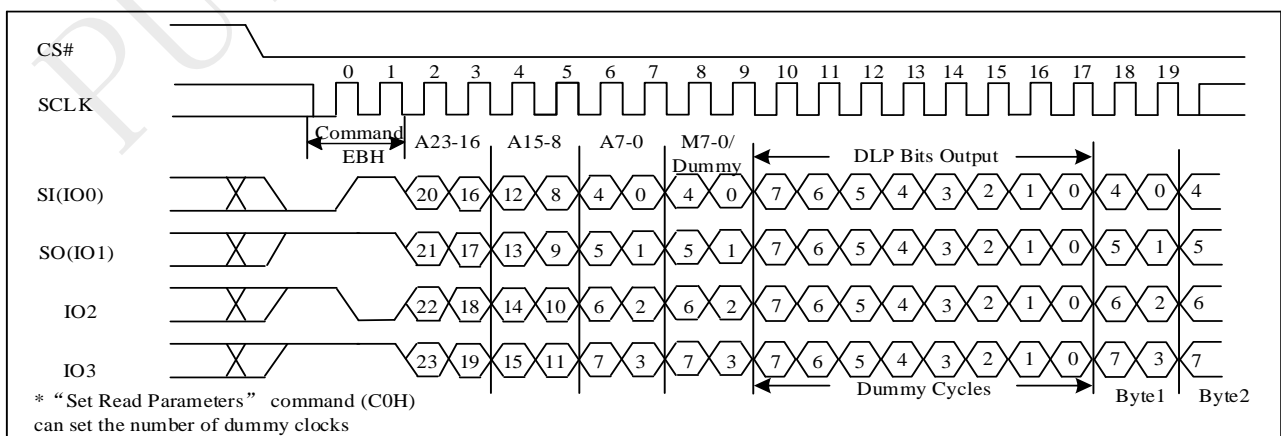 PU
CS#
0 1 2 3 4 5 6 7 8 9 10 11 12 13 14 15 16 17 18 19
SCLK
Command
EBH
A23-16 A15-8 A7-0 M7-0/
Dummy
DLP Bits Output
SI(IO0) 20 16 12 8 4 0 4 0 7 6 5 4 3 2 1 0 4 0 4
SO(IO1) 21 17 13 9 5 1 5 1 7 6 5 4 3 2 1 0 5 1 5
IO2 22 18 14 10 6 2 6 2 7 6 5 4 3 2 1 0 6 2 6
IO3 23 19 15 11 7 3 7 3 7 6 5 4 3 2 1 0 7 3 7
Dummy Cycles Byte1 Byte2
* “Set Read Parameters” command (C0H)
can set the number of dummy clocks